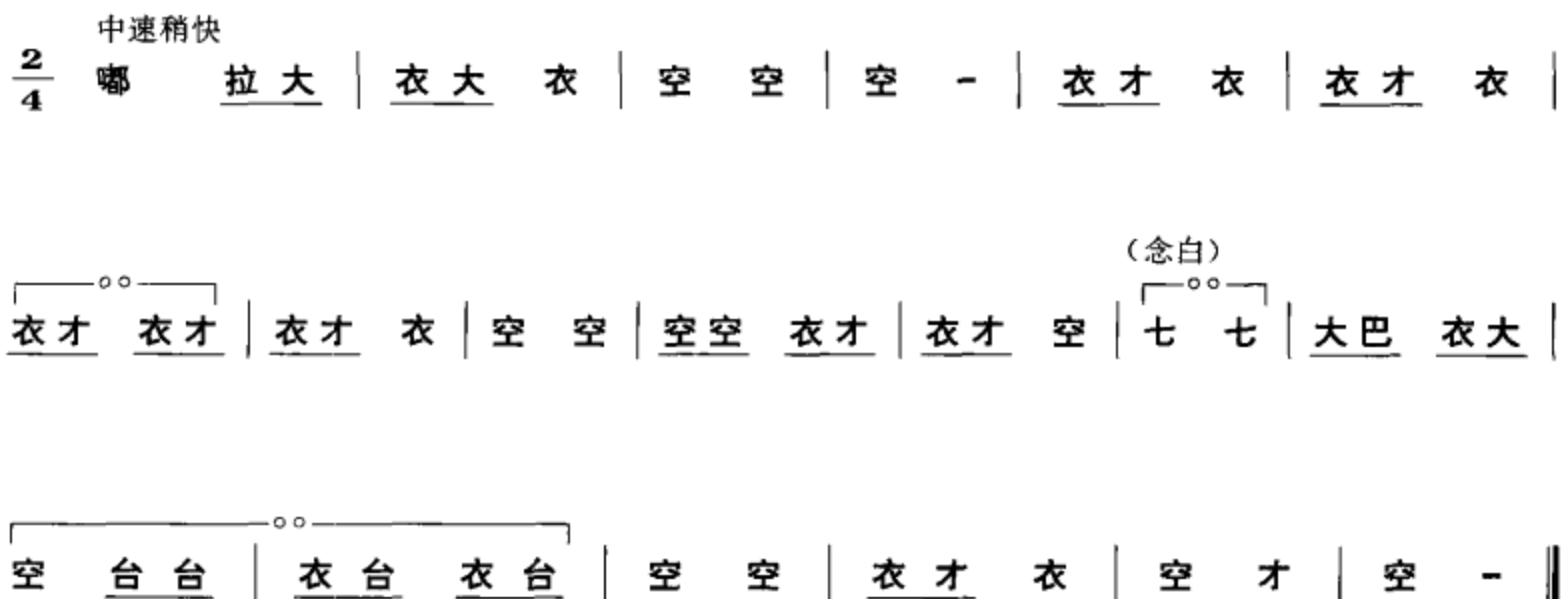 中速稍快
2/4 嘟 拉大 | 衣大 衣 | 空 空 | 空 - | 衣才 衣 | 衣才 衣 |
(念白)
衣才 衣才 | 衣才 衣 | 空 空 | 空空 衣才 | 衣才 空 | 七 七 | 大巴 衣大 |
空 台台 | 衣台 衣台 | 空 空 | 衣才 衣 | 空 才 | 空 - ‖